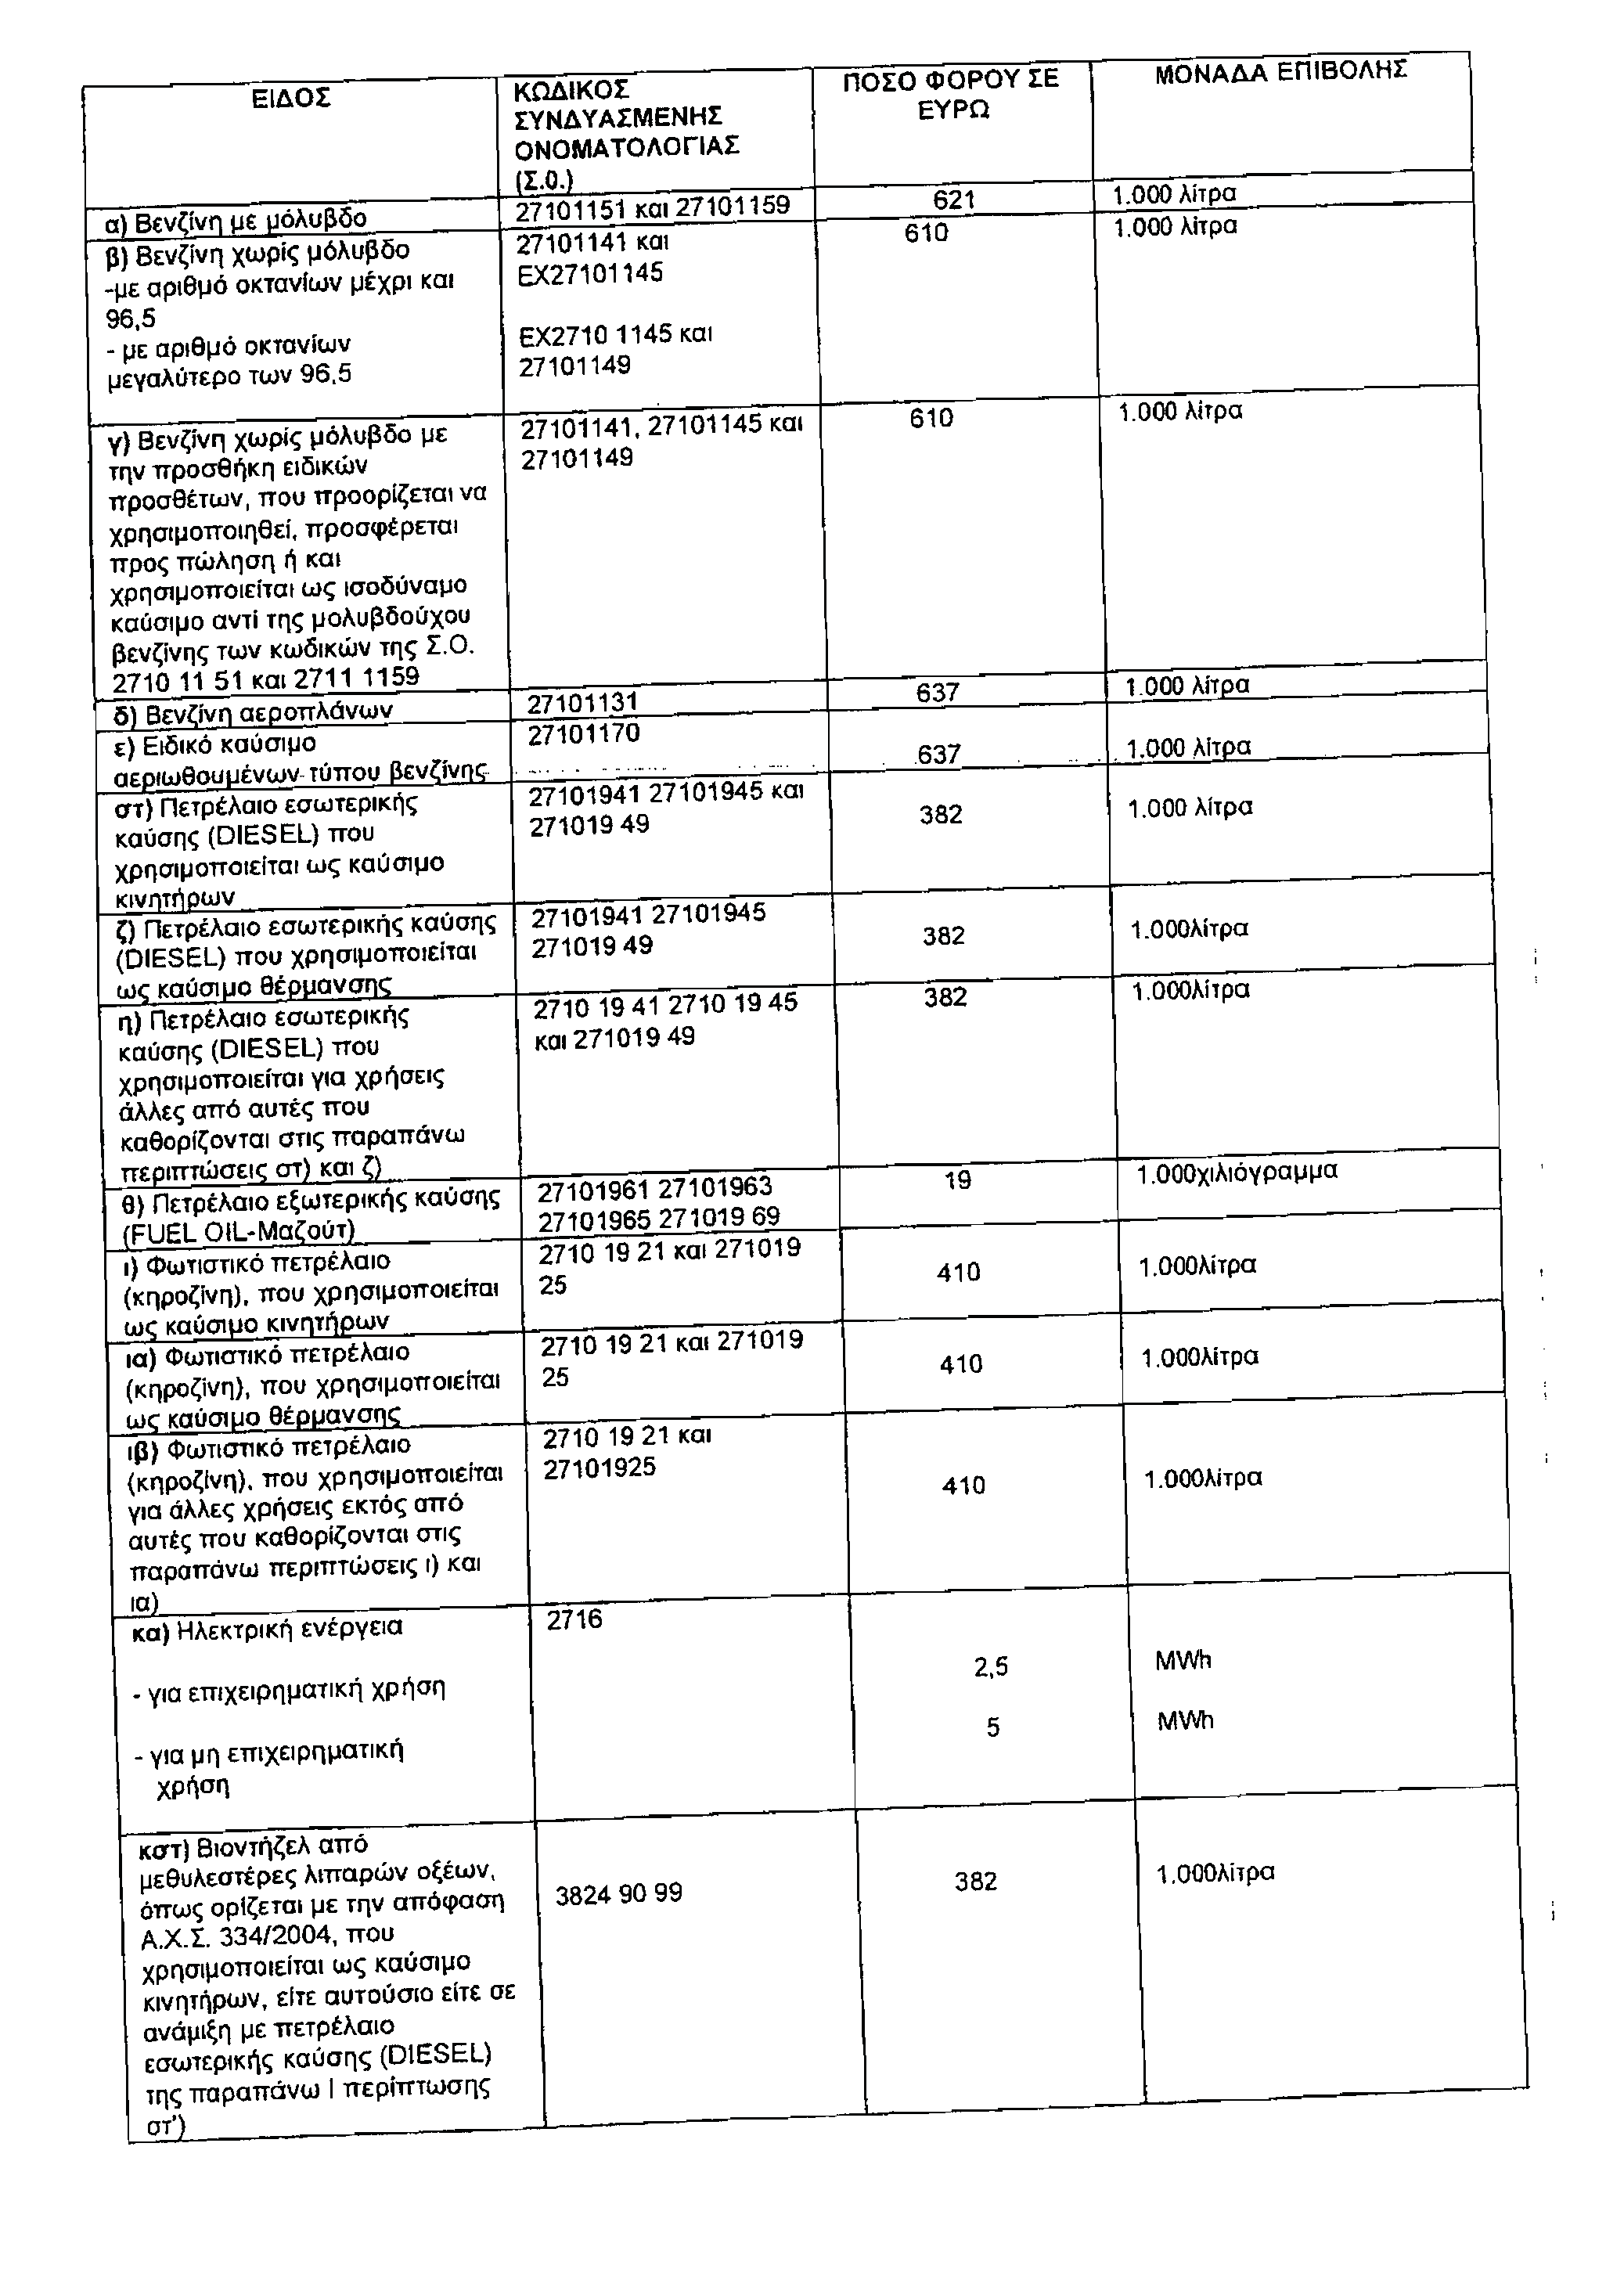 ΕΙΔΟΣ
ΚΩΔΙΚΟΣ
ΣΥΝΔΥΑΣΜΕΝΗΣ
ΟΝΟΜΑΤΟΛΟΓΙΑΣ
(Σ.Ο.)
ΠΟΣΟ ΦΟΡΟΥ ΣΕ
ΕΥΡΩ
ΜΟΝΑΔΑ ΕΠΙΒΟΛΗΣ
α) Βενζίνη με μόλυβδο
27101151 και 27101159
621
1.000 λίτρα
β) Βενζίνη χωρίς μόλυβδο
-με αριθμό οκτανίων μέχρι και
96,5
- με αριθμό οκτανίων
μεγαλύτερο των 96,5
27101141 και
EX27101145
EX2710 1145 και
27101149
610
1.000 λίτρα
γ) Βενζίνη χωρίς μόλυβδο με
την προσθήκη ειδικών
προσθέτων, που προορίζεται να
χρησιμοποιηθεί, προσφέρεται
προς πώληση ή και
χρησιμοποιείται ως ισοδύναμο
καύσιμο αντί της μολυβδούχου
βενζίνης των κωδικών της Σ.Ο.
2710 11 51 και 2711 1159
27101141, 27101145 και
27101149
610
1.000 λίτρα
δ) Βενζίνη αεροπλάνων
27101131
637
1.000 λίτρα
ε) Ειδικό καύσιμο
αεριωθουμένων τύπου βενζίνης
27101170
637
1.000 λίτρα
στ) Πετρέλαιο εσωτερικής
καύσης (DIESEL) που
χρησιμοποιείται ως καύσιμο
κινητήρων
27101941 27101945 και
271019 49
382
1.000 λίτρα
ζ) Πετρέλαιο εσωτερικής καύσης
(DIESEL) που χρησιμοποιείται
ως καύσιμο θέρμανσης
27101941 27101945
271019 49
382
1.000λίτρα
η) Πετρέλαιο εσωτερικής
καύσης (DIESEL) που
χρησιμοποιείται για χρήσεις
άλλες από αυτές που
καθορίζονται στις παραπάνω
περιπτώσεις στ) και ζ)
2710 19 41 2710 19 45
και 271019 49
382
1.000λίτρα
θ) Πετρέλαιο εξωτερικής καύσης
(FUEL OIL-Μαζούτ)
27101961 27101963
27101965 271019 69
19
1.000χιλιόγραμμα
ι) Φωτιστικό πετρέλαιο
(κηροζίνη), που χρησιμοποιείται
ως καύσιμο κινητήρων
2710 19 21 και 271019
25
410
1.000λίτρα
ια) Φωτιστικό πετρέλαιο
(κηροζίνη), που χρησιμοποιείται
ως καύσιμο θέρμανσης
2710 19 21 και 271019
25
410
1.000λίτρα
ιβ) Φωτιστικό πετρέλαιο
(κηροζίνη), που χρησιμοποιείται
για άλλες χρήσεις εκτός από
αυτές που καθορίζονται στις
παραπάνω περιπτώσεις ι) και
ια)
2710 19 21 και
27101925
410
1.000λίτρα
κα) Ηλεκτρική ενέργεια
2716
- για επιχειρηματική χρήση
2,5
MWh
- για μη επιχειρηματική
χρήση
5
MWh
κστ) Βιοντήζελ από
μεθυλεστέρες λιπαρών οξέων,
όπως ορίζεται με την απόφαση
Α.Χ.Σ. 334/2004, που
χρησιμοποιείται ως καύσιμο
κινητήρων, είτε αυτούσιο είτε σε
ανάμιξη με πετρέλαιο
εσωτερικής καύσης (DIESEL)
της παραπάνω Ι περίπτωσης
στ')
3824 90 99
382
1.000λίτρα